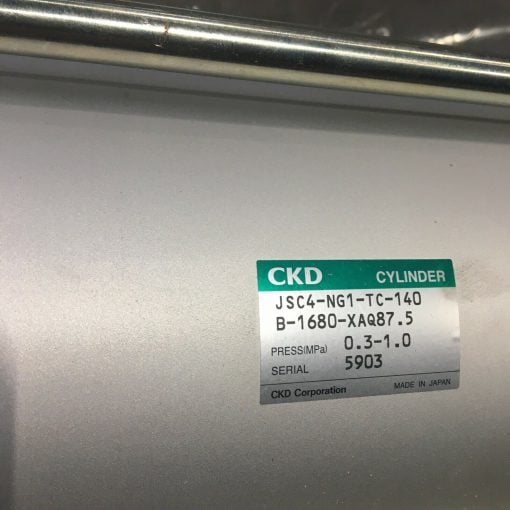 CKD CYLINDER
JSC4-NG1-TC-140
B-1680-XAQ87.5
PRESS(MPa) 0.3-1.0
SERIAL 5903
CKD Corporation MADE IN JAPAN